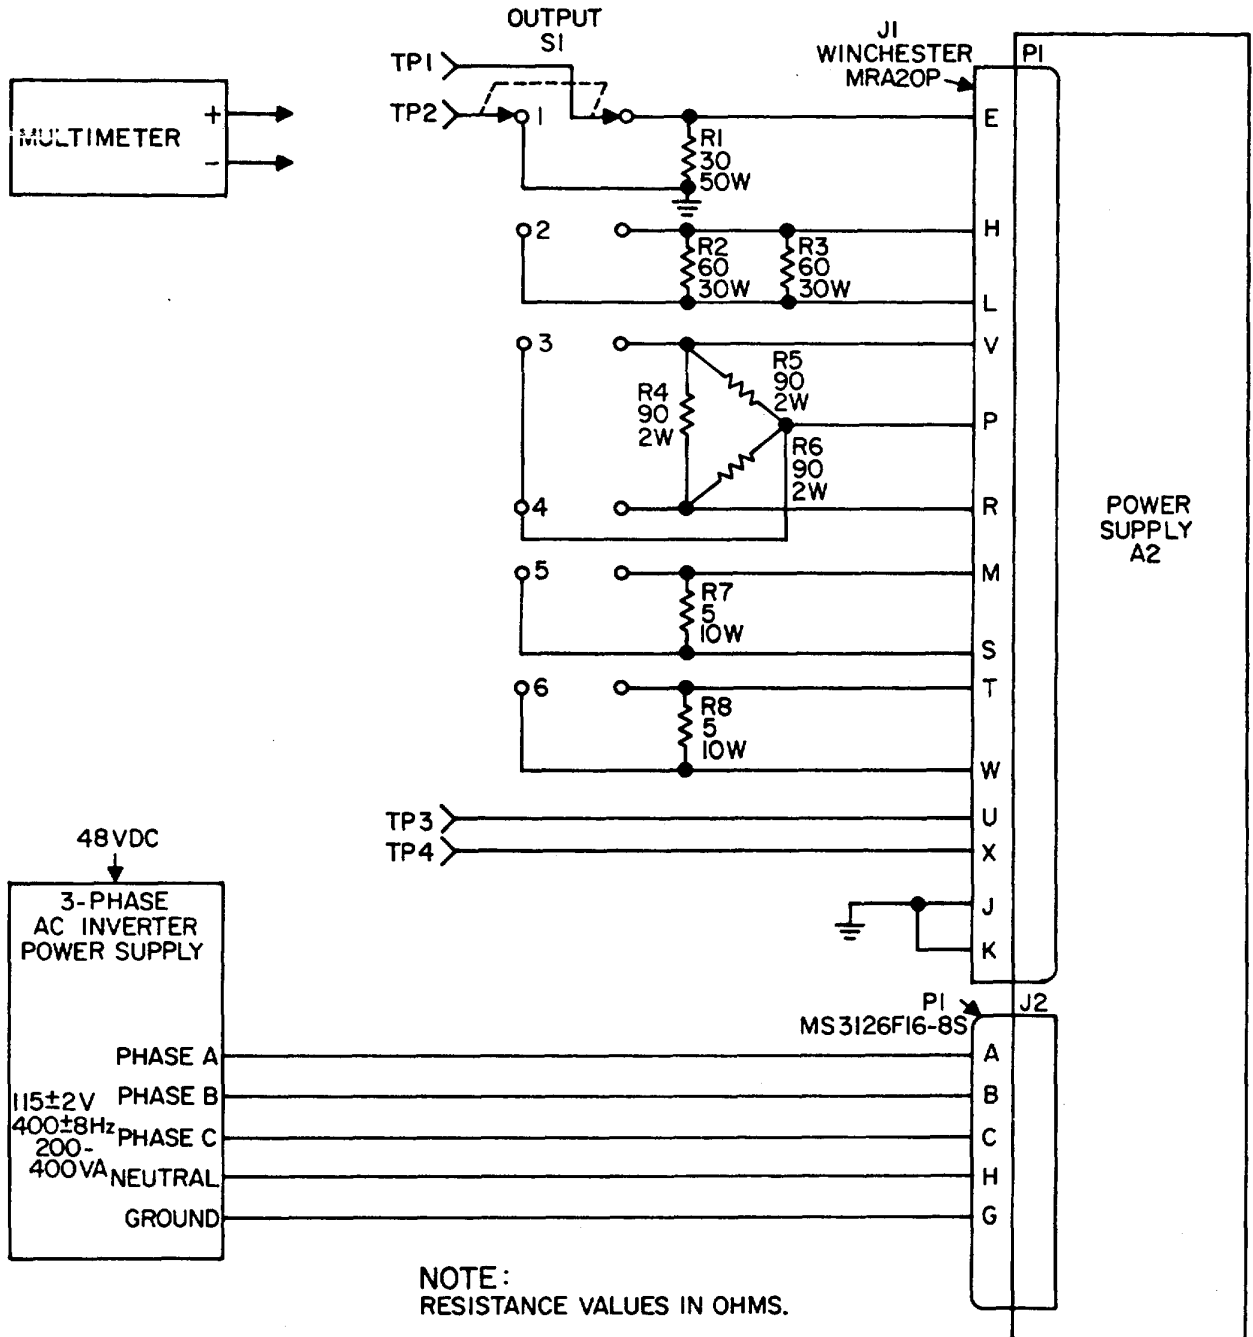 OUTPUT
S1
J1
WINCHESTER
MRA20P
P1
TP1
TP2
1
E
MULTIMETER
+
-
R1
30
50W
2
H
R2
60
30W
R3
60
30W
L
3
V
R5
90
2W
R4
90
2W
P
R6
90
2W
4
R
POWER
SUPPLY
A2
5
M
R7
5
10W
S
6
T
R8
5
10W
W
TP3
U
TP4
X
48VDC
J
K
3-PHASE
AC INVERTER
POWER SUPPLY
P1
MS3126F16-8S
J2
PHASE A
A
115±2V
400±8Hz
200-
400VA
PHASE B
B
PHASE C
C
NEUTRAL
H
GROUND
G
NOTE:
RESISTANCE VALUES IN OHMS.